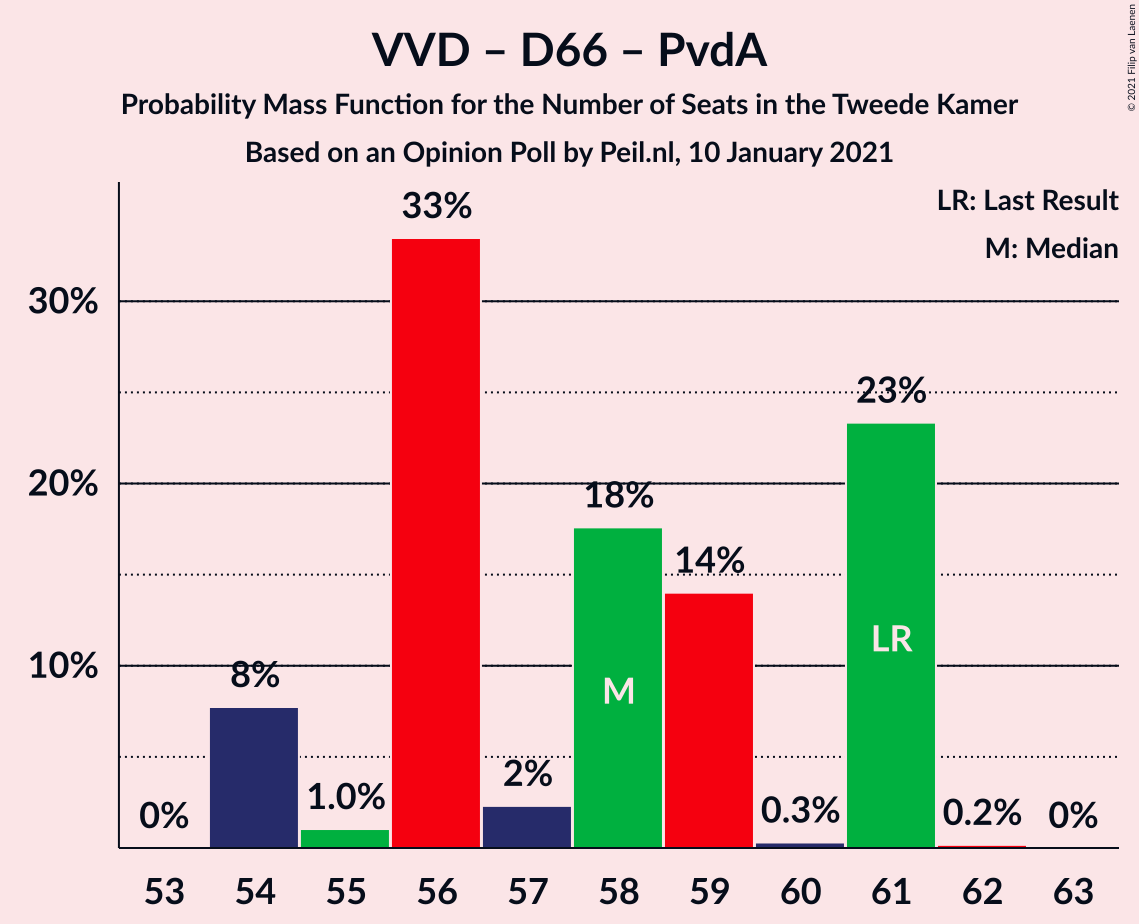 VVD – D66 – PvdA
Probability Mass Function for the Number of Seats in the Tweede Kamer
Based on an Opinion Poll by Peil.nl, 10 January 2021
© 2021 Filip van Laenen
LR: Last Result
M: Median
30%
20%
10%
0%
8%
1.0%
33%
2%
18%
14%
0.3%
23%
0.2%
0%
M
LR
53 54 55 56 57 58 59 60 61 62 63